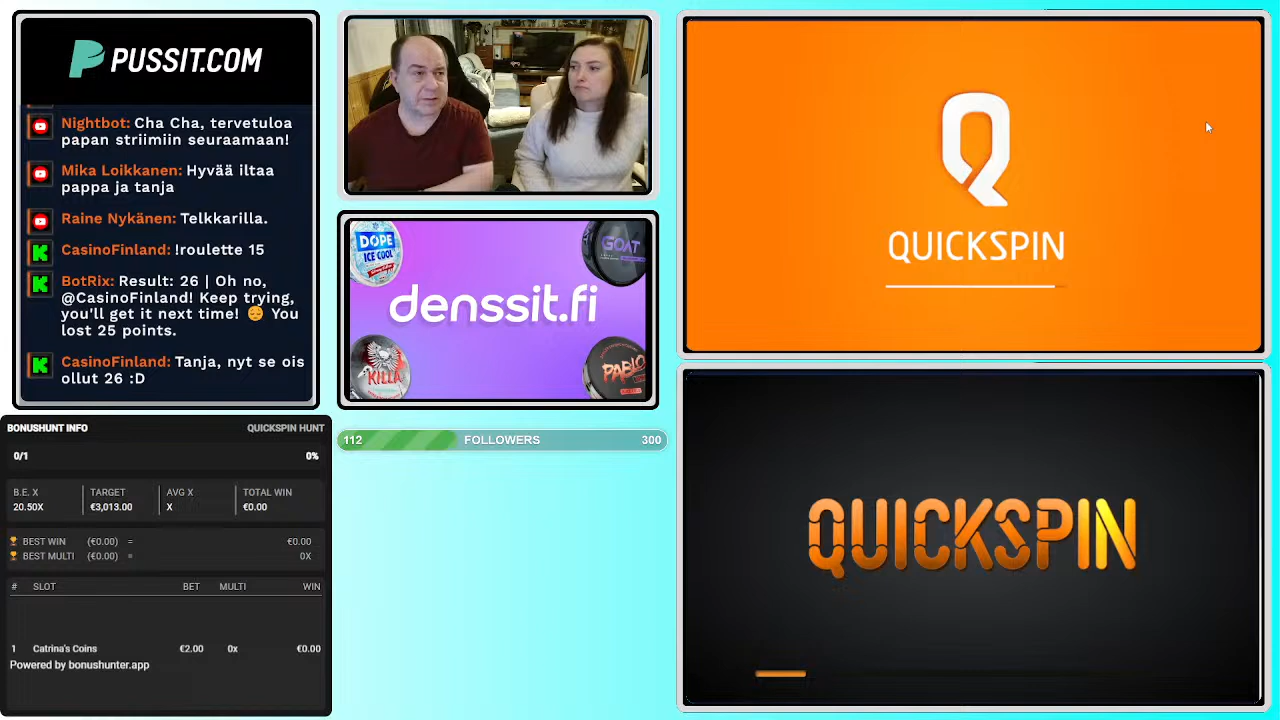 PUSSIT.COM
Nightbot: Cha Cha, tervetuloa
papan striimiin seuraamaan!
Mika Loikkanen: Hyvää iltaa
pappa ja tanja
Raine Nykänen: Telkkarilla.
CasinoFinland: !roulette 15
BotRix: Result: 26 | Oh no,
@CasinoFinland! Keep trying,
you'll get it next time! 😔 You
lost 25 points.
CasinoFinland: Tanja, nyt se ois
ollut 26 :D
DOPE
ICE COOL
GOAT
denssit.fi
KILLA
PABLO
112 FOLLOWERS 300
QUICKSPIN
QUICKSPIN
BONUSHUNT INFO QUICKSPIN HUNT
0/1 0%
B.E. X TARGET AVG X TOTAL WIN
20.50X €3,013.00 X €0.00
BEST WIN (€0.00) = €0.00
BEST MULTI (€0.00) = 0X
# SLOT BET MULTI WIN
1 Catrina's Coins €2.00 0x €0.00
Powered by bonushunter.app